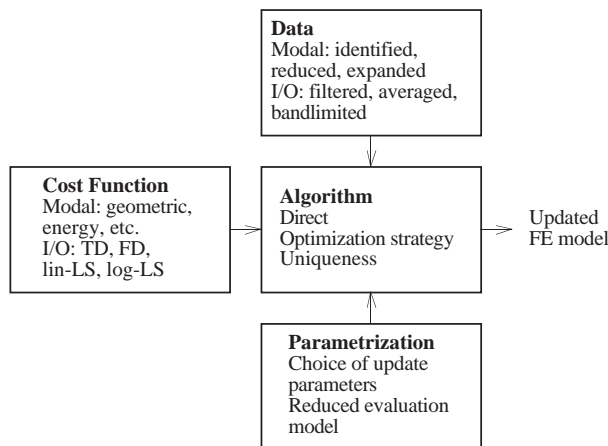 Data
Modal: identified,
reduced, expanded
I/O: filtered, averaged,
bandlimited
Cost Function
Modal: geometric,
energy, etc.
I/O: TD, FD,
lin-LS, log-LS
Algorithm
Direct
Optimization strategy
Uniqueness
Updated
FE model
Parametrization
Choice of update
parameters
Reduced evaluation
model